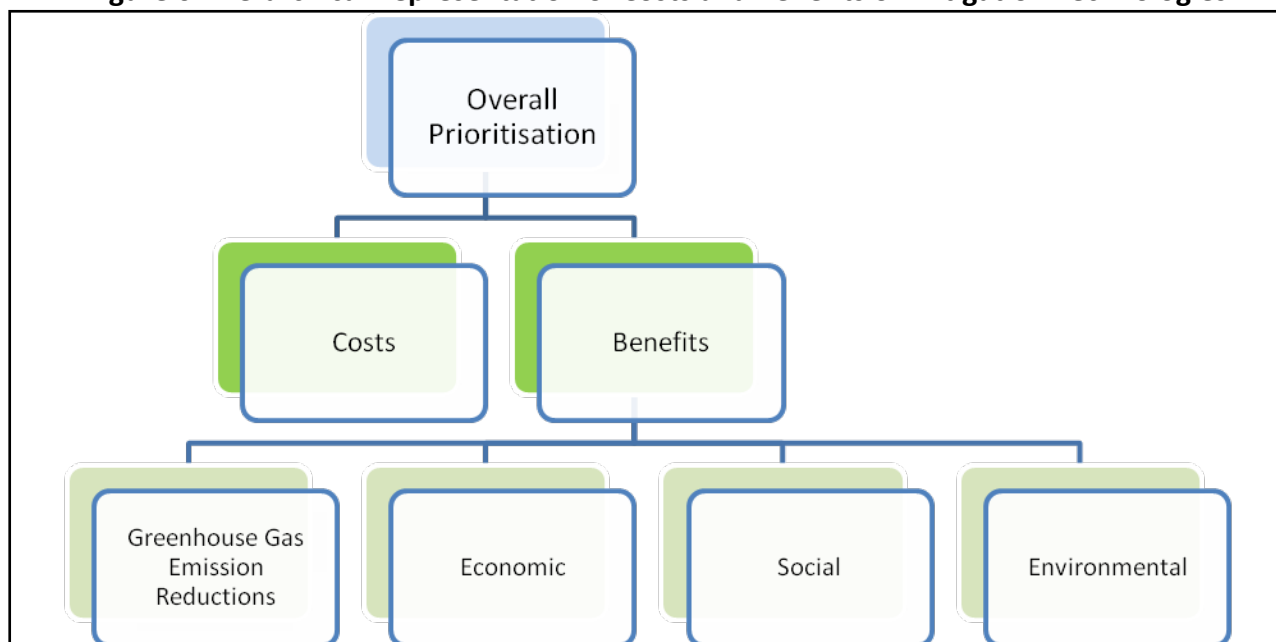 Overall
Prioritisation
Costs
Benefits
Greenhouse Gas
Emission
Reductions
Economic
Social
Environmental